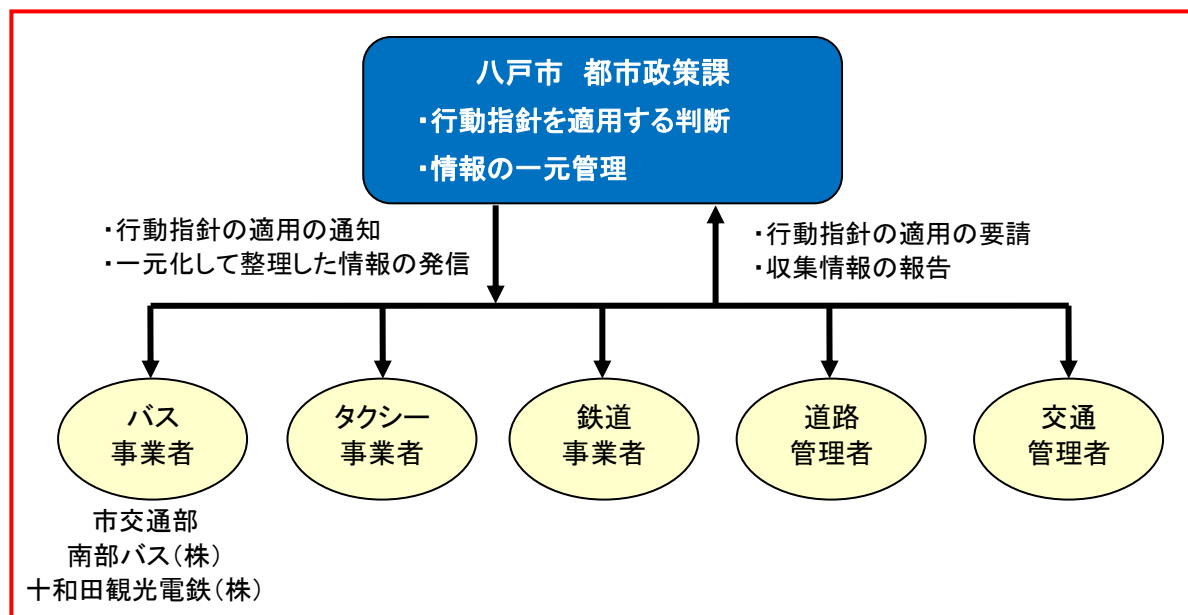 八戸市 都市政策課
・行動指針を適用する判断
・情報の一元管理
・行動指針の適用の通知
・一元化して整理した情報の発信
・行動指針の適用の要請
・収集情報の報告
バス
事業者
タクシー
事業者
鉄道
事業者
道路
管理者
交通
管理者
市交通部
南部バス(株)
十和田観光電鉄(株)